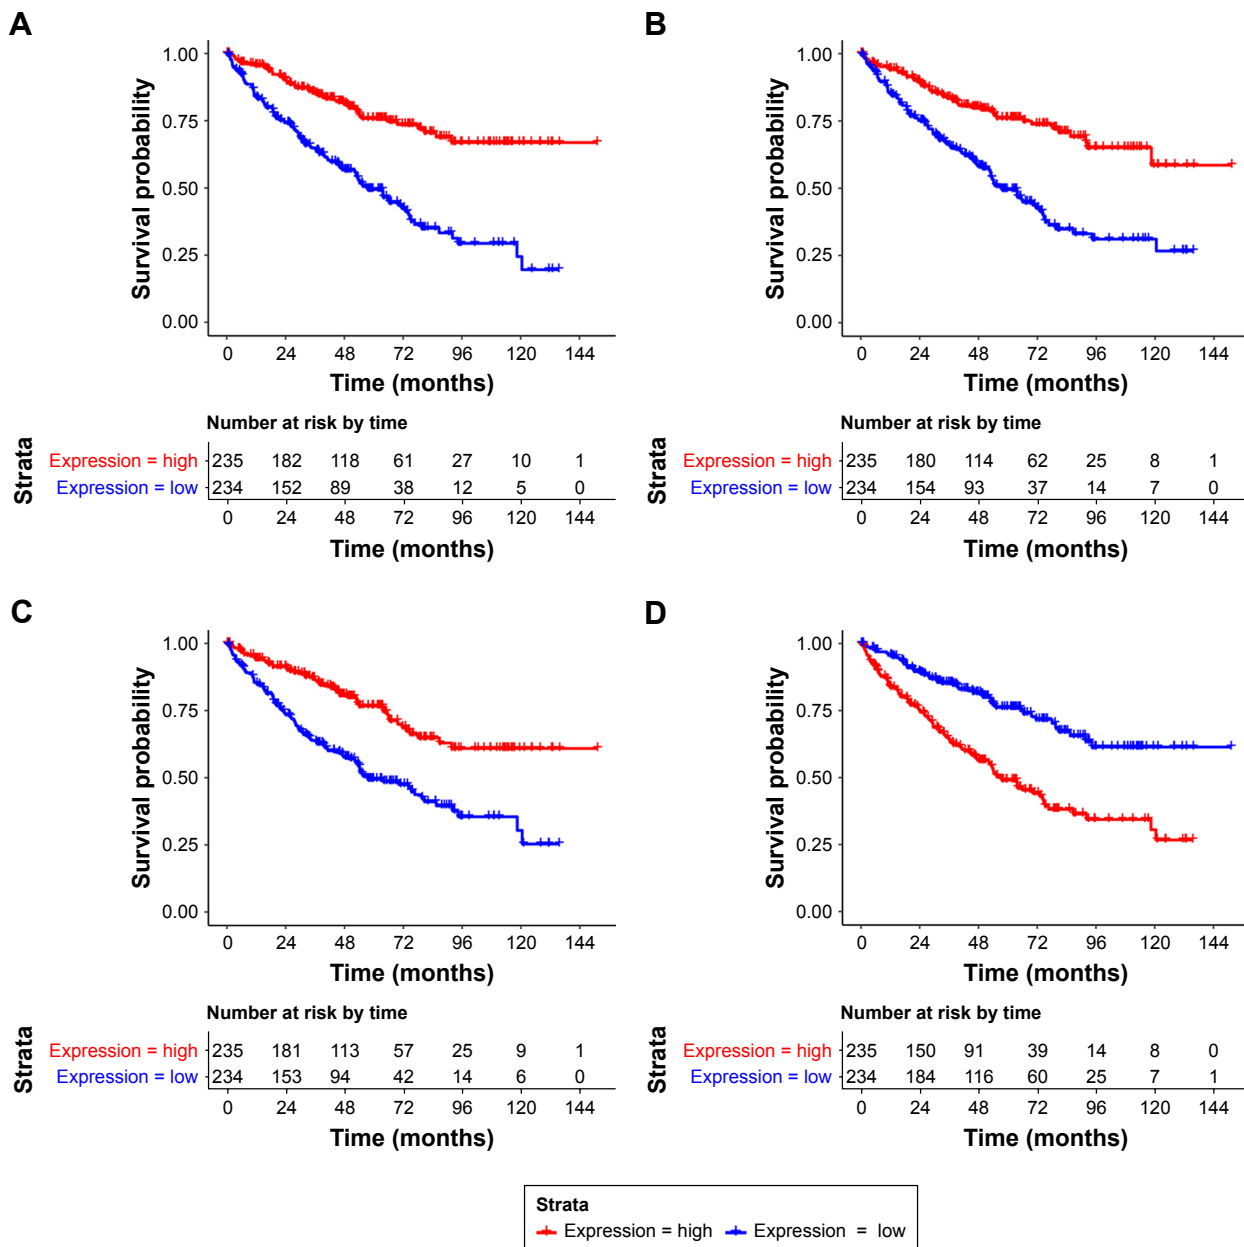 A
1.00
0.75
0.50
0.25
0.00
Survival probability
0 24 48 72 96 120 144
Time (months)
Number at risk by time
Strata
Expression = high 235 182 118 61 27 10 1
Expression = low 234 152 89 38 12 5 0
0 24 48 72 96 120 144
Time (months)
B
1.00
0.75
0.50
0.25
0.00
Survival probability
0 24 48 72 96 120 144
Time (months)
Number at risk by time
Strata
Expression = high 235 180 114 62 25 8 1
Expression = low 234 154 93 37 14 7 0
0 24 48 72 96 120 144
Time (months)
C
1.00
0.75
0.50
0.25
0.00
Survival probability
0 24 48 72 96 120 144
Time (months)
Number at risk by time
Strata
Expression = high 235 181 113 57 25 9 1
Expression = low 234 153 94 42 14 6 0
0 24 48 72 96 120 144
Time (months)
D
1.00
0.75
0.50
0.25
0.00
Survival probability
0 24 48 72 96 120 144
Time (months)
Number at risk by time
Strata
Expression = high 235 150 91 39 14 8 0
Expression = low 234 184 116 60 25 7 1
0 24 48 72 96 120 144
Time (months)
Strata
Expression = high Expression = low